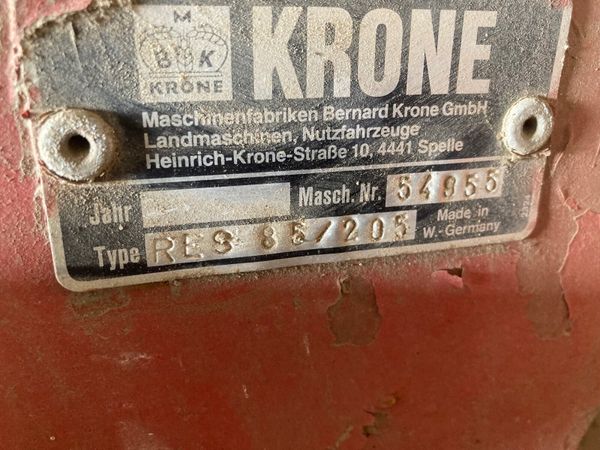 M
B K
KRONE
KRONE
Maschinenfabriken Bernard Krone GmbH
Landmaschinen, Nutzfahrzeuge
Heinrich-Krone-Straße 10, 4441 Spelle
Jahr
Masch. Nr. 54955
Type RES 85/205
Made in
W.-Germany